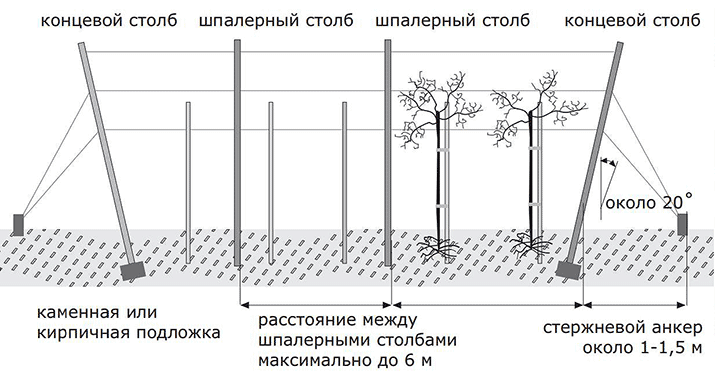 концевой столб
шпалерный столб
шпалерный столб
концевой столб
около 20°
каменная или
кирпичная подложка
расстояние между
шпалерными столбами
максимально до 6 м
стержневой анкер
около 1-1,5 м